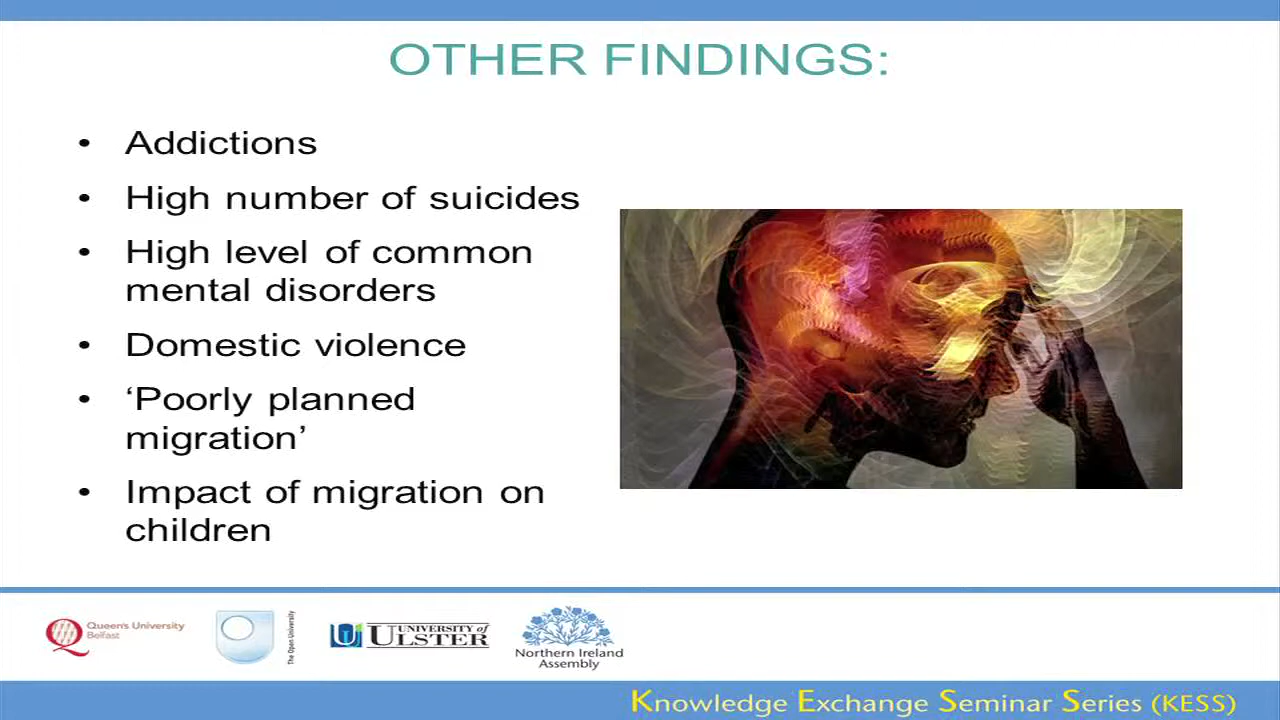 OTHER FINDINGS:
• Addictions
• High number of suicides
• High level of common
mental disorders
• Domestic violence
• ‘Poorly planned
migration’
• Impact of migration on
children
Queen's University
Belfast
The Open University
UNIVERSITY of
ULSTER
Northern Ireland
Assembly
Knowledge Exchange Seminar Series (KESS)